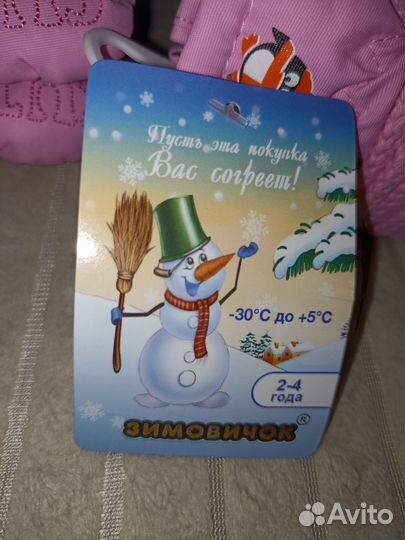 Пусть эта покупка
Вас согреет!
-30°C до +5°C
2-4
года
ЗИМОВИЧОК®
Avito